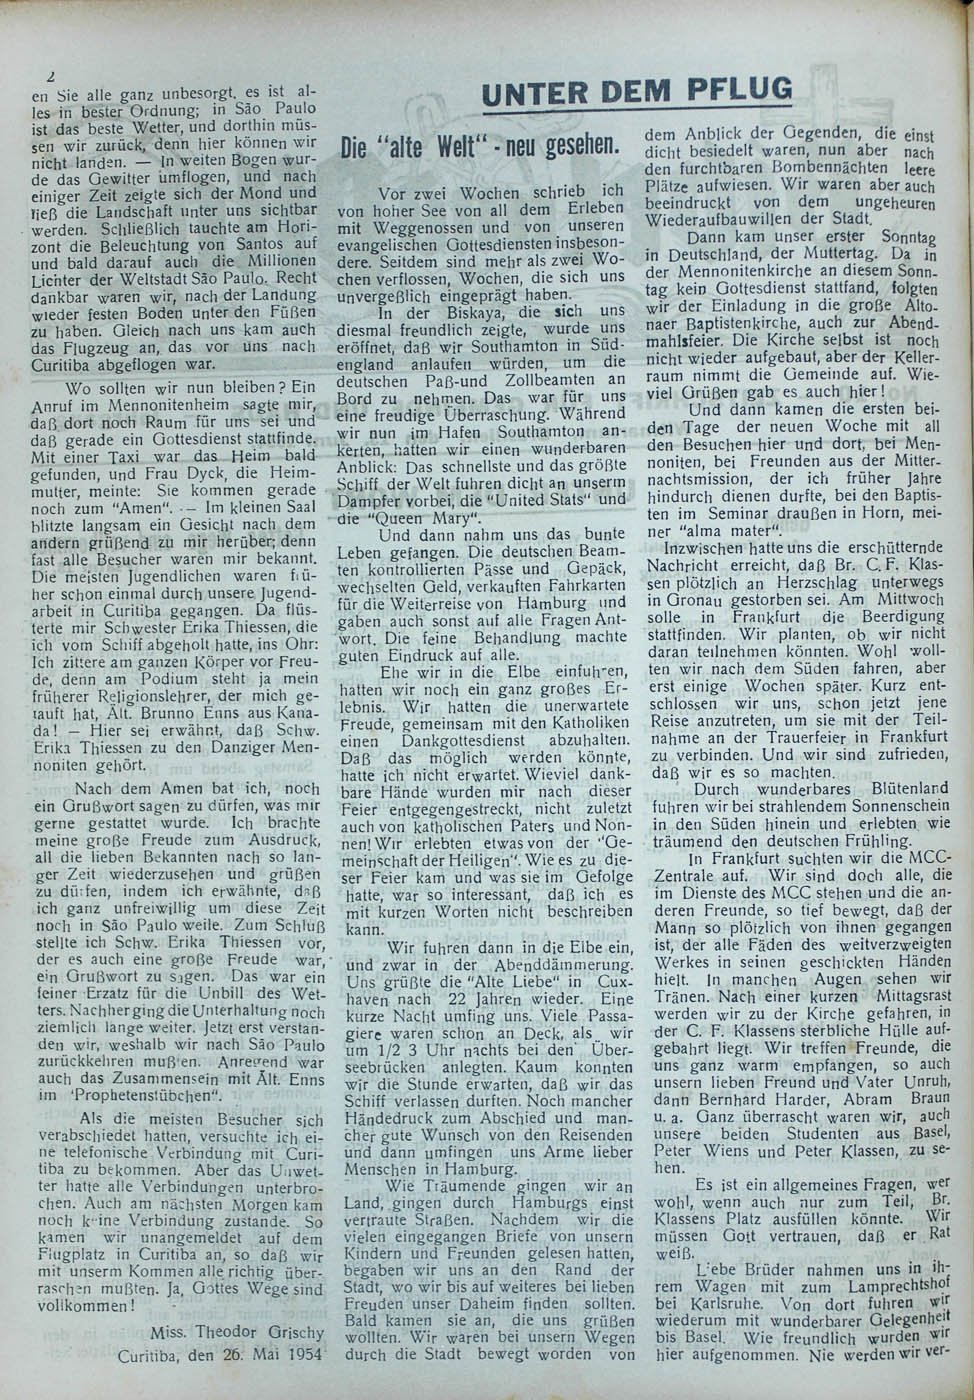 2
en Sie alle ganz unbesorgt, es ist al-
les in bester Ordnung; in São Paulo
ist das beste Wetter, und dorthin müs-
sen wir zurück, denn hier können wir
nicht landen. — In weiten Bogen wur-
de das Gewitter umflogen, und nach
einiger Zeit zeigte sich der Mond und
ließ die Landschaft unter uns sichtbar
werden. Schließlich tauchte am Hori-
zont die Beleuchtung von Santos auf
und bald darauf auch die Millionen
Lichter der Weltstadt São Paulo. Recht
dankbar waren wir, nach der Landung
wieder festen Boden unter den Füßen
zu haben. Gleich nach uns kam auch
das Flugzeug an, das vor uns nach
Curitiba abgeflogen war.
Wo sollten wir nun bleiben? Ein
Anruf im Mennonitenheim sagte mir,
daß dort noch Raum für uns sei und
daß gerade ein Gottesdienst stattfinde.
Mit einer Taxi war das Heim bald
gefunden, und Frau Dyck, die Heim-
mutter, meinte: Sie kommen gerade
noch zum "Amen". — Im kleinen Saal
blitzte langsam ein Gesicht nach dem
andern grüßend zu mir herüber; denn
fast alle Besucher waren mir bekannt.
Die meisten Jugendlichen waren frü-
her schon einmal durch unsere Jugend-
arbeit in Curitiba gegangen. Da flüs-
terte mir Schwester Erika Thiessen, die
ich vom Schiff abgeholt hatte, ins Ohr:
Ich zittere am ganzen Körper vor Freu-
de, denn am Podium steht ja mein
früherer Religionslehrer, der mich ge-
tauft hat, Ält. Brunno Enns aus Kana-
da! — Hier sei erwähnt, daß Schw.
Erika Thiessen zu den Danziger Men-
noniten gehört.
Nach dem Amen bat ich, noch
ein Grußwort sagen zu dürfen, was mir
gerne gestattet wurde. Ich brachte
meine große Freude zum Ausdruck,
all die lieben Bekannten nach so lan-
ger Zeit wiederzusehen und grüßen
zu dürfen, indem ich erwähnte, daß
ich ganz unfreiwillig um diese Zeit
noch in São Paulo weile. Zum Schluß
stellte ich Schw. Erika Thiessen vor,
der es auch eine große Freude war,
ein Grußwort zu sagen. Das war ein
feiner Erzatz für die Unbill des Wet-
ters. Nachher ging die Unterhaltung noch
ziemlich lange weiter. Jetzt erst verstan-
den wir, weshalb wir nach São Paulo
zurückkehren mußten. Anregend war
auch das Zusammensein mit Ält. Enns
im 'Prophetenstübchen".
Als die meisten Besucher sich
verabschiedet hatten, versuchte ich ei-
ne telefonische Verbindung mit Curi-
tiba zu bekommen. Aber das Unwet-
ter hatte alle Verbindungen unterbro-
chen. Auch am nächsten Morgen kam
noch keine Verbindung zustande. So
kamen wir unangemeldet auf dem
Flugplatz in Curitiba an, so daß wir
mit unserm Kommen alle richtig über-
raschen mußten. Ja, Gottes Wege sind
vollkommen!
Miss. Theodor Grischy
Curitiba, den 26. Mai 1954
UNTER DEM PFLUG
Die "alte Welt" - neu gesehen.
Vor zwei Wochen schrieb ich
von hoher See von all dem Erleben
mit Weggenossen und von unseren
evangelischen Gottesdiensten insbeson-
dere. Seitdem sind mehr als zwei Wo-
chen verflossen, Wochen, die sich uns
unvergeßlich eingeprägt haben.
In der Biskaya, die sich uns
diesmal freundlich zeigte, wurde uns
eröffnet, daß wir Southamton in Süd-
england anlaufen würden, um die
deutschen Paß-und Zollbeamten an
Bord zu nehmen. Das war für uns
eine freudige Überraschung. Während
wir nun im Hafen Southamton an-
kerten, hatten wir einen wunderbaren
Anblick: Das schnellste und das größte
Schiff der Welt fuhren dicht an unserm
Dampfer vorbei, die "United Stats" und
die "Queen Mary".
Und dann nahm uns das bunte
Leben gefangen. Die deutschen Beam-
ten kontrollierten Pässe und Gepäck,
wechselten Geld, verkauften Fahrkarten
für die Weiterreise von Hamburg und
gaben auch sonst auf alle Fragen Ant-
wort. Die feine Behandlung machte
guten Eindruck auf alle.
Ehe wir in die Elbe einfuhren,
hatten wir noch ein ganz großes Er-
lebnis. Wir hatten die unerwartete
Freude, gemeinsam mit den Katholiken
einen Dankgottesdienst abzuhalten.
Daß das möglich werden könnte,
hatte ich nicht erwartet. Wieviel dank-
bare Hände wurden mir nach dieser
Feier entgegengestreckt, nicht zuletzt
auch von katholischen Paters und Non-
nen! Wir erlebten etwas von der "Ge-
meinschaft der Heiligen". Wie es zu die-
ser Feier kam und was sie im Gefolge
hatte, war so interessant, daß ich es
mit kurzen Worten nicht beschreiben
kann.
Wir fuhren dann in die Elbe ein,
und zwar in der Abenddämmerung.
Uns grüßte die "Alte Liebe" in Cux-
haven nach 22 Jahren wieder. Eine
kurze Nacht umfing uns. Viele Passa-
giere waren schon an Deck, als wir
um 1/2 3 Uhr nachts bei den Über-
seebrücken anlegten. Kaum konnten
wir die Stunde erwarten, daß wir das
Schiff verlassen durften. Noch mancher
Händedruck zum Abschied und man-
cher gute Wunsch von den Reisenden
und dann umfingen uns Arme lieber
Menschen in Hamburg.
Wie Träumende gingen wir an
Land, gingen durch Hamburgs einst
vertraute Straßen. Nachdem wir die
vielen eingegangen Briefe von unsern
Kindern und Freunden gelesen hatten,
begaben wir uns an den Rand der
Stadt, wo wir bis auf weiteres bei lieben
Freuden unser Daheim finden sollten.
Bald kamen sie an, die uns grüßen
wollten. Wir waren bei unsern Wegen
durch die Stadt bewegt worden von
dem Anblick der Gegenden, die einst
dicht besiedelt waren, nun aber nach
den furchtbaren Bombennächten leere
Plätze aufwiesen. Wir waren aber auch
beeindruckt von dem ungeheuren
Wiederaufbauwillen der Stadt.
Dann kam unser erster Sonntag
in Deutschland, der Muttertag. Da in
der Mennonitenkirche an diesem Sonn-
tag kein Gottesdienst stattfand, folgten
wir der Einladung in die große Alto-
naer Baptistenkirche, auch zur Abend-
mahlsfeier. Die Kirche selbst ist noch
nicht wieder aufgebaut, aber der Keller-
raum nimmt die Gemeinde auf. Wie-
viel Grüßen gab es auch hier!
Und dann kamen die ersten bei-
den Tage der neuen Woche mit all
den Besuchen hier und dort, bei Men-
noniten, bei Freunden aus der Mitter-
nachtsmission, der ich früher Jahre
hindurch dienen durfte, bei den Baptis-
ten im Seminar draußen in Horn, mei-
ner "alma mater".
Inzwischen hatte uns die erschütternde
Nachricht erreicht, daß Br. C. F. Klas-
sen plötzlich an Herzschlag unterwegs
in Gronau gestorben sei. Am Mittwoch
solle in Frankfurt die Beerdigung
stattfinden. Wir planten, ob wir nicht
daran teilnehmen könnten. Wohl woll-
ten wir nach dem Süden fahren, aber
erst einige Wochen später. Kurz ent-
schlossen wir uns, schon jetzt jene
Reise anzutreten, um sie mit der Teil-
nahme an der Trauerfeier in Frankfurt
zu verbinden. Und wir sind zufrieden,
daß wir es so machten.
Durch wunderbares Blütenland
fuhren wir bei strahlendem Sonnenschein
in den Süden hinein und erlebten wie
träumend den deutschen Frühling.
In Frankfurt suchten wir die MCC-
Zentrale auf. Wir sind doch alle, die
im Dienste des MCC stehen und die an-
deren Freunde, so tief bewegt, daß der
Mann so plötzlich von ihnen gegangen
ist, der alle Fäden des weitverzweigten
Werkes in seinen geschickten Händen
hielt. In manchen Augen sehen wir
Tränen. Nach einer kurzen Mittagsrast
werden wir zu der Kirche gefahren, in
der C. F. Klassens sterbliche Hülle auf-
gebahrt liegt. Wir treffen Freunde, die
uns ganz warm empfangen, so auch
unsern lieben Freund und Vater Unruh,
dann Bernhard Harder, Abram Braun
u. a. Ganz überrascht waren wir, auch
unsere beiden Studenten aus Basel,
Peter Wiens und Peter Klassen, zu se-
hen.
Es ist ein allgemeines Fragen, wer
wohl, wenn auch nur zum Teil, Br.
Klassens Platz ausfüllen könnte. Wir
müssen Gott vertrauen, daß er Rat
weiß.
Liebe Brüder nahmen uns in ih-
rem Wagen mit zum Lamprechtshof
bei Karlsruhe. Von dort fuhren wir
wiederum mit wunderbarer Gelegenheit
bis Basel. Wie freundlich wurden wir
hier aufgenommen. Nie werden wir ver-